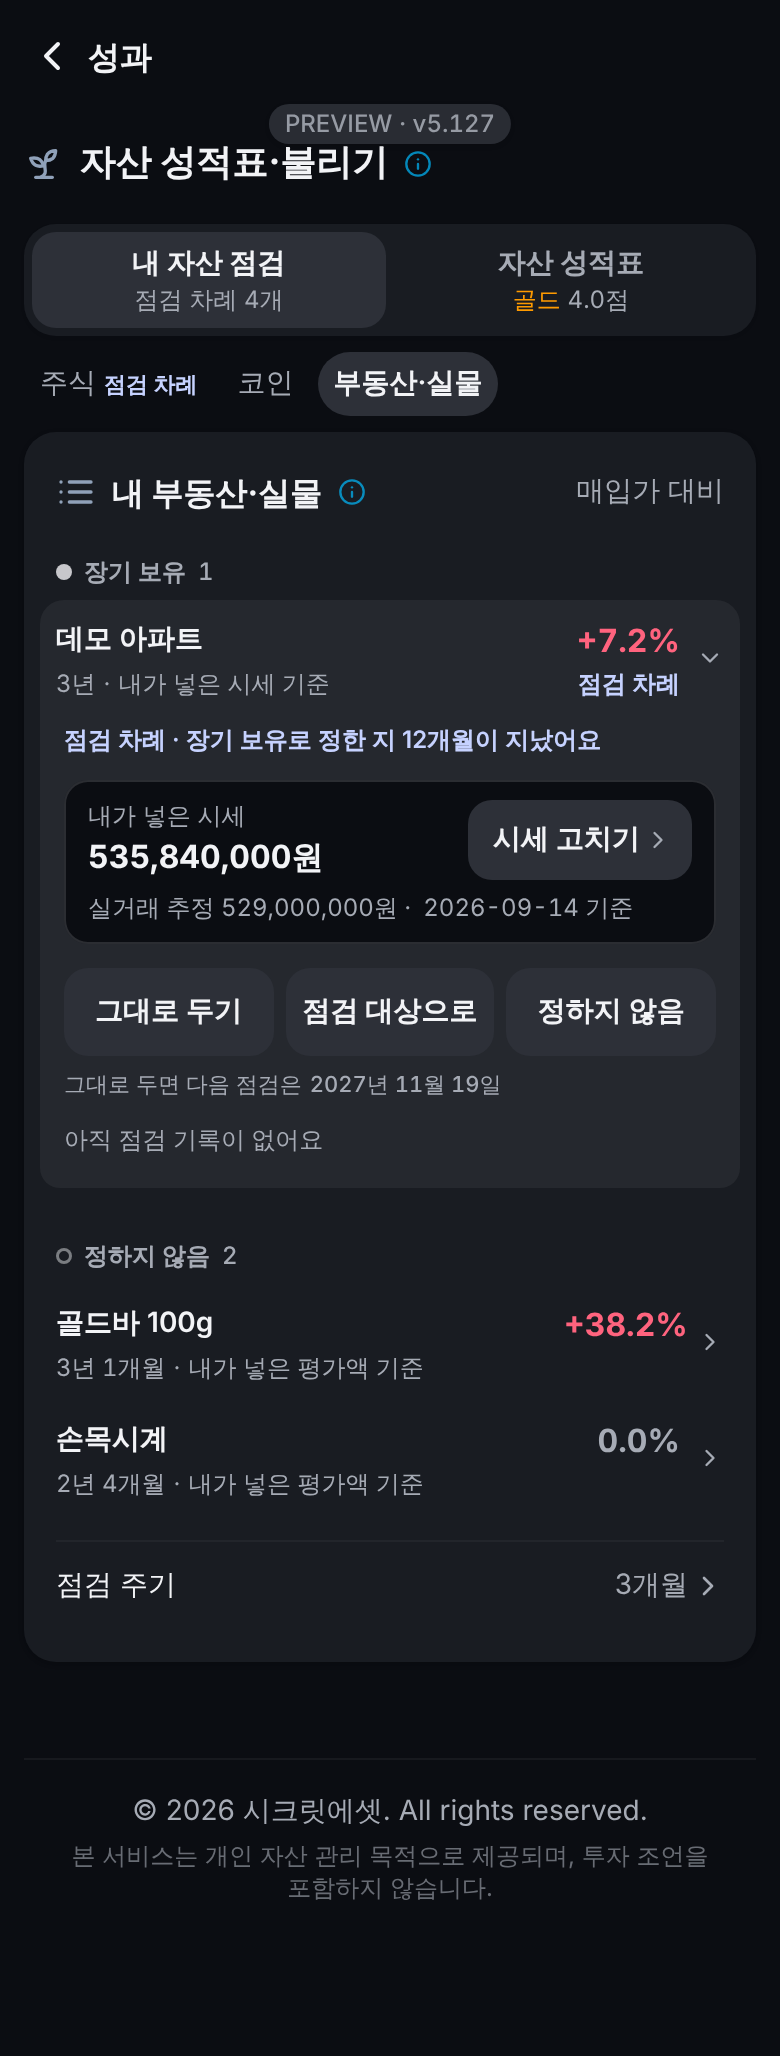 성과
PREVIEW · v5.127
자산 성적표·불리기
내 자산 점검
점검 차례 4개
자산 성적표
골드 4.0점
주식 점검 차례 코인 부동산·실물
내 부동산·실물 매입가 대비
장기 보유 1
데모 아파트 +7.2%
3년 · 내가 넣은 시세 기준 점검 차례
점검 차례 · 장기 보유로 정한 지 12개월이 지났어요
내가 넣은 시세
535,840,000원
시세 고치기
실거래 추정 529,000,000원 · 2026-09-14 기준
그대로 두기 점검 대상으로 정하지 않음
그대로 두면 다음 점검은 2027년 11월 19일
아직 점검 기록이 없어요
정하지 않음 2
골드바 100g +38.2%
3년 1개월 · 내가 넣은 평가액 기준
손목시계 0.0%
2년 4개월 · 내가 넣은 평가액 기준
점검 주기 3개월
© 2026 시크릿에셋. All rights reserved.
본 서비스는 개인 자산 관리 목적으로 제공되며, 투자 조언을
포함하지 않습니다.